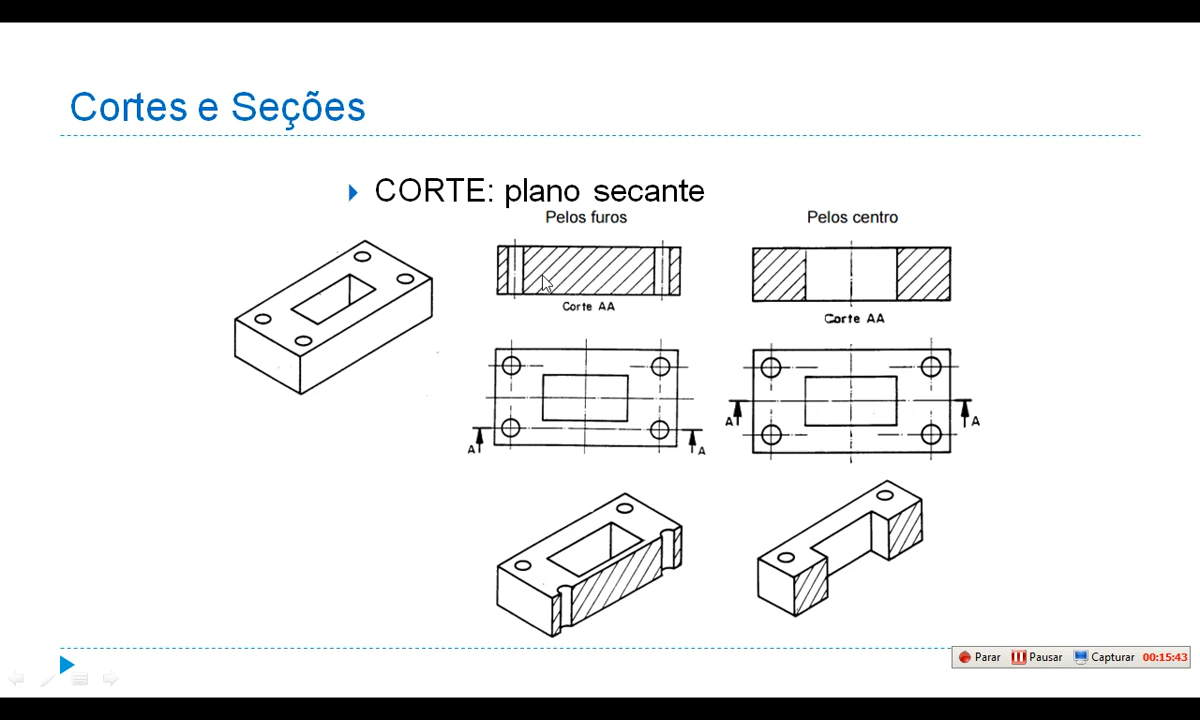 Cortes e Seções
CORTE: plano secante
Pelos furos
Pelos centro
Corte AA
Corte AA
A
A
A
A
Parar
Pausar
Capturar
00:15:43